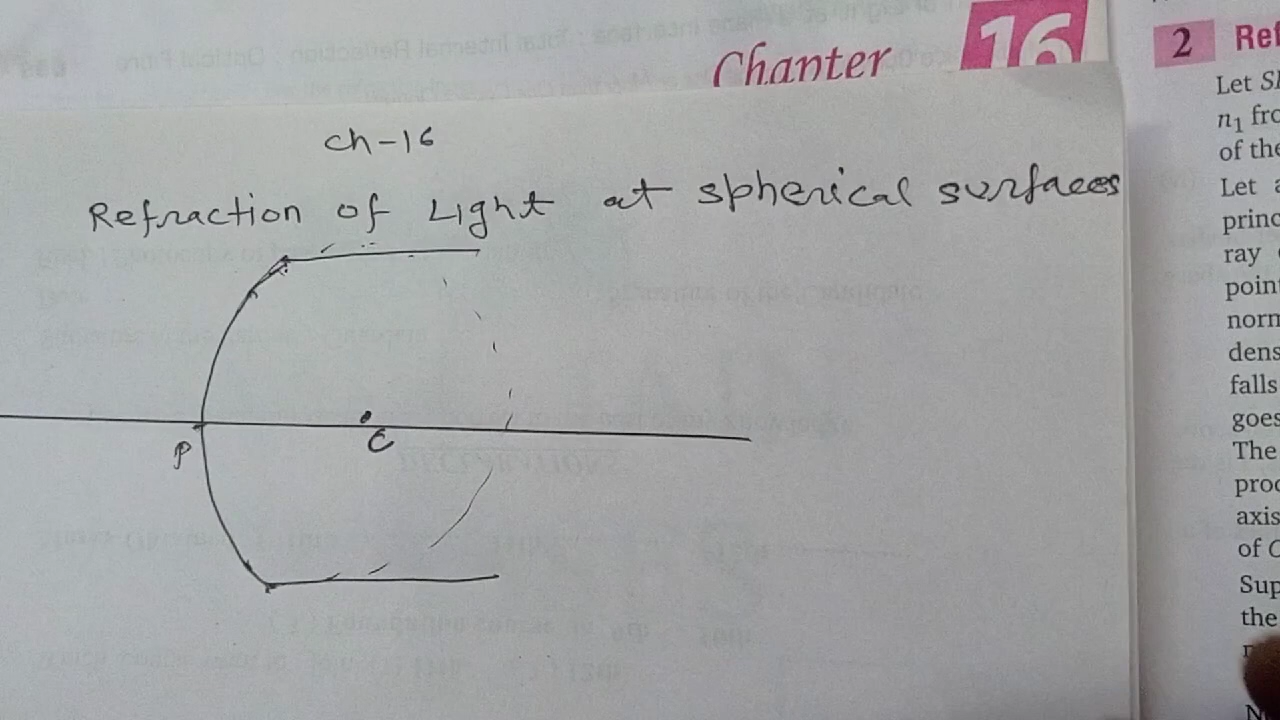 Chapter 16
ch-16
Refraction of Light at spherical surfaces
P
C
2 Ref
Let
n₁ fro
of the
Let a
princ
ray
point
norm
dens
falls
goes
The
proc
axis
of C
Sup
the